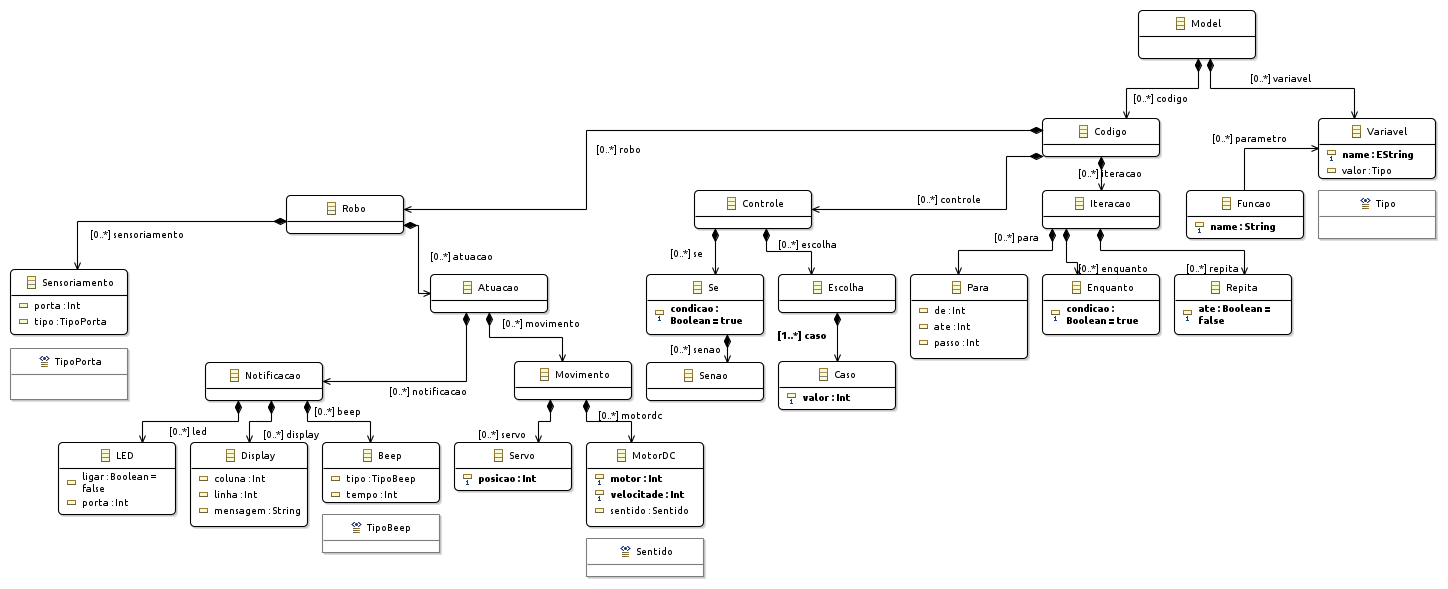 Model
[0..*] variavel
[0..*] codigo
Codigo
Variavel
name : EString
valor : Tipo
[0..*] parametro
[0..*] robo
[0..*] iteracao
[0..*] controle
Robo
Controle
Iteracao
Funcao
name : String
Tipo
[0..*] sensoriamento
[0..*] atuacao
[0..*] se
[0..*] escolha
[0..*] para
[0..*] enquanto
[0..*] repita
Sensoriamento
porta : Int
tipo : TipoPorta
Atuacao
Se
condicao :
Boolean = true
Escolha
Para
de : Int
ate : Int
passo : Int
Enquanto
condicao :
Boolean = true
Repita
ate : Boolean =
false
[0..*] movimento
[1..*] caso
[0..*] senao
TipoPorta
Notificacao
[0..*] notificacao
Movimento
Senao
Caso
valor : Int
[0..*] led
[0..*] display
[0..*] beep
[0..*] servo
[0..*] motordc
LED
ligar : Boolean =
false
porta : Int
Display
coluna : Int
linha : Int
mensagem : String
Beep
tipo : TipoBeep
tempo : Int
Servo
posicao : Int
MotorDC
motor : Int
velocitade : Int
sentido : Sentido
TipoBeep
Sentido